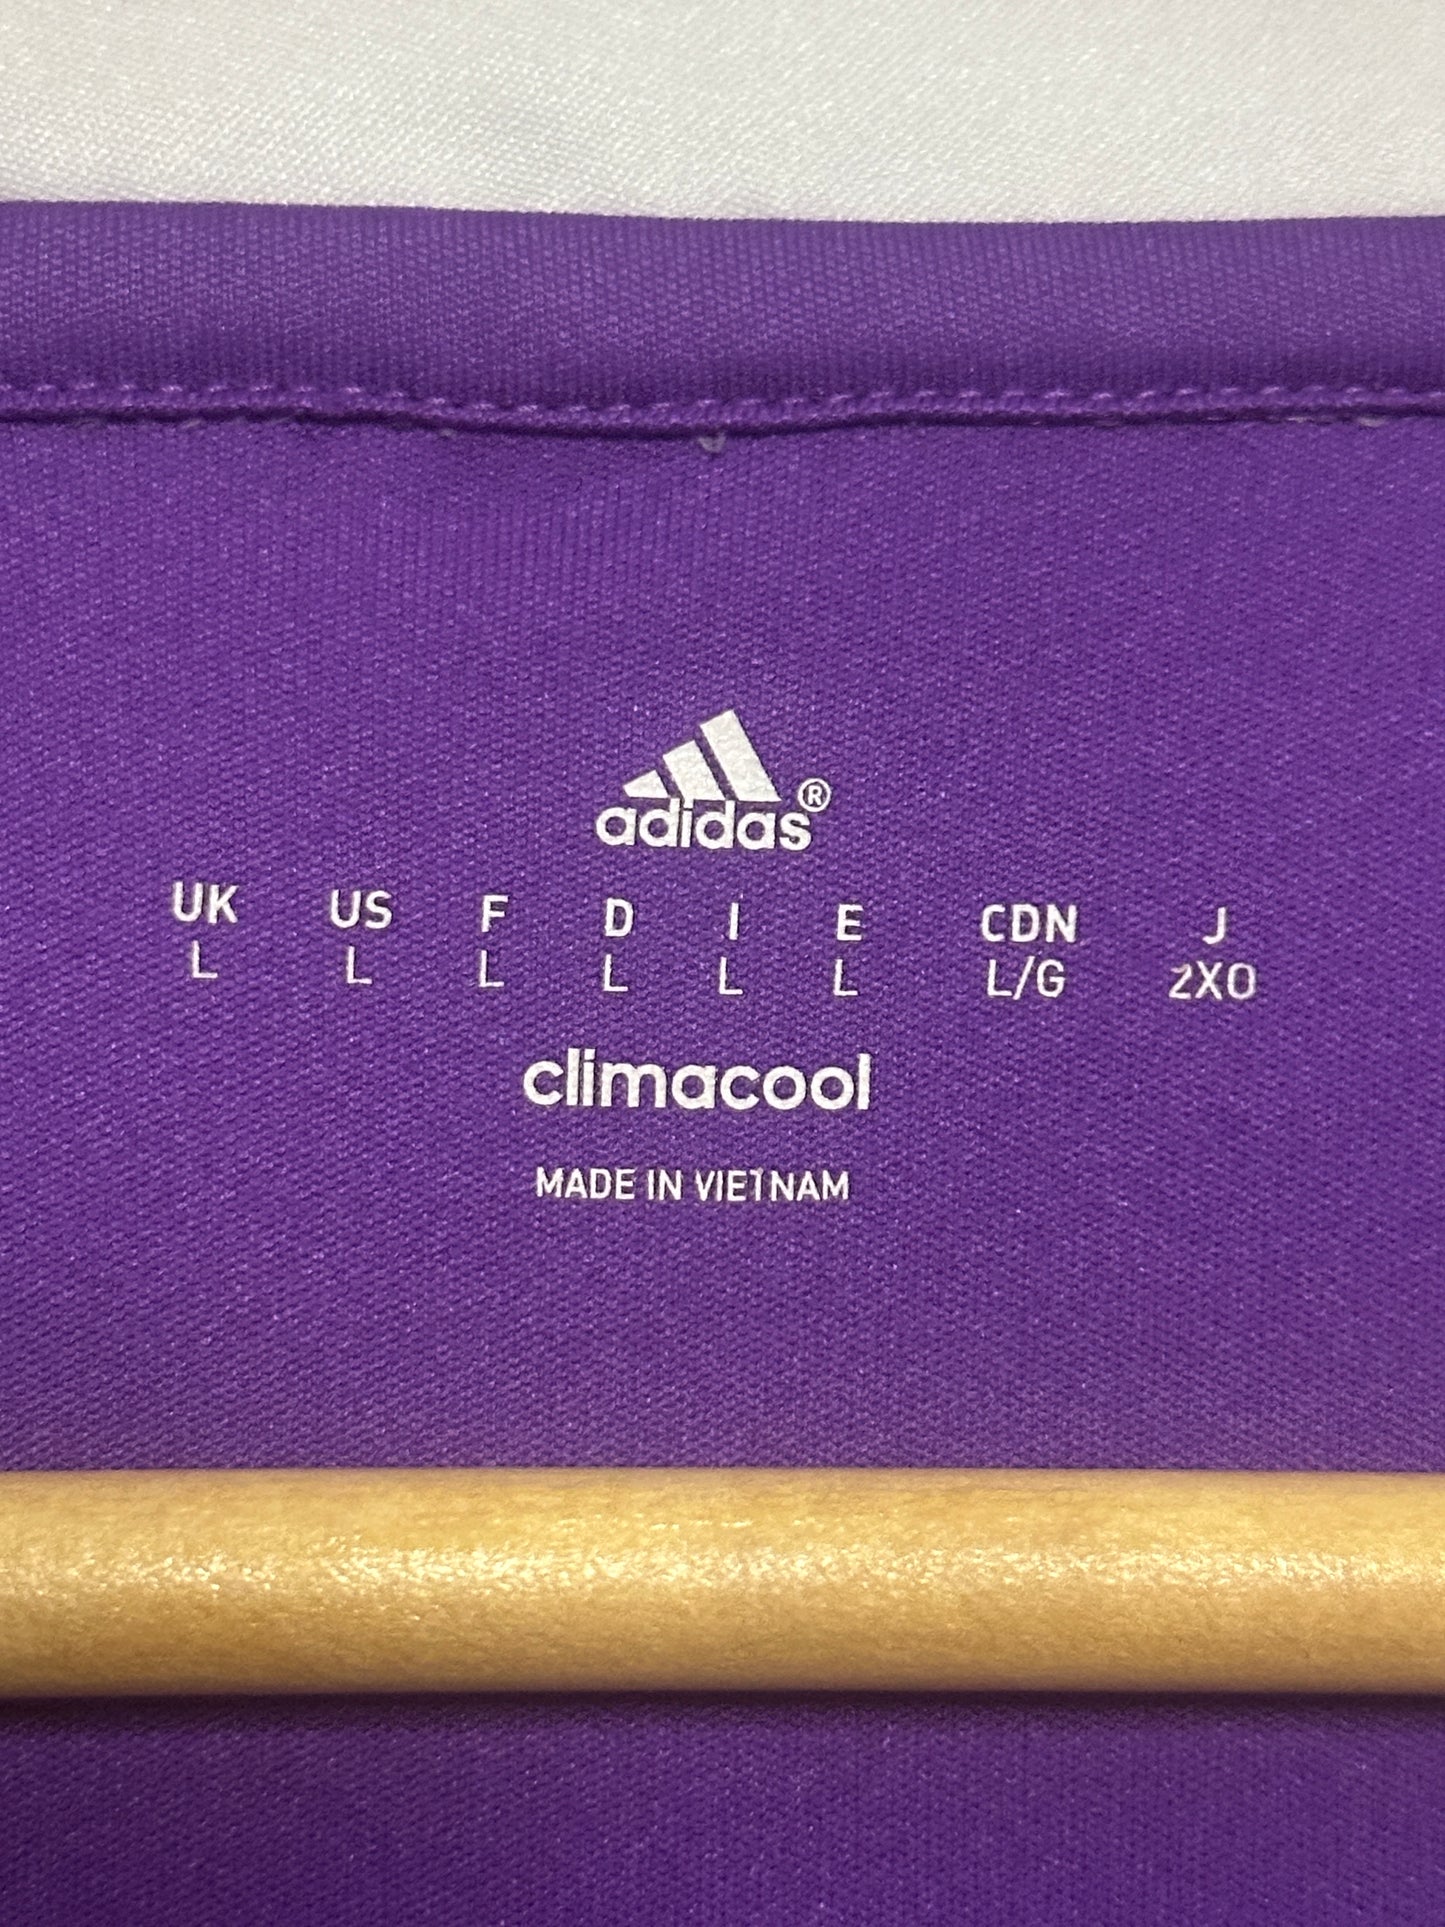 adidas®
UK US F D I E CDN J
L L L L L L L/G 2XO
climacool
MADE IN VIETNAM